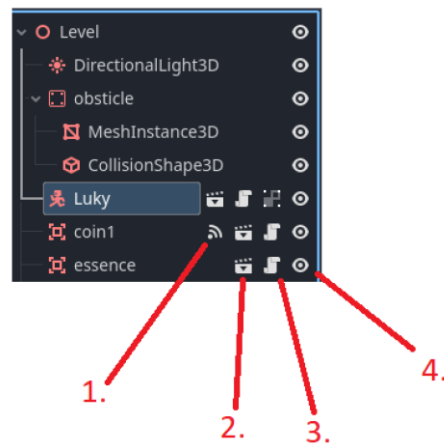 Level
DirectionalLight3D
obsticle
MeshInstance3D
CollisionShape3D
Luky
coin1
essence
1.
2.
3.
4.